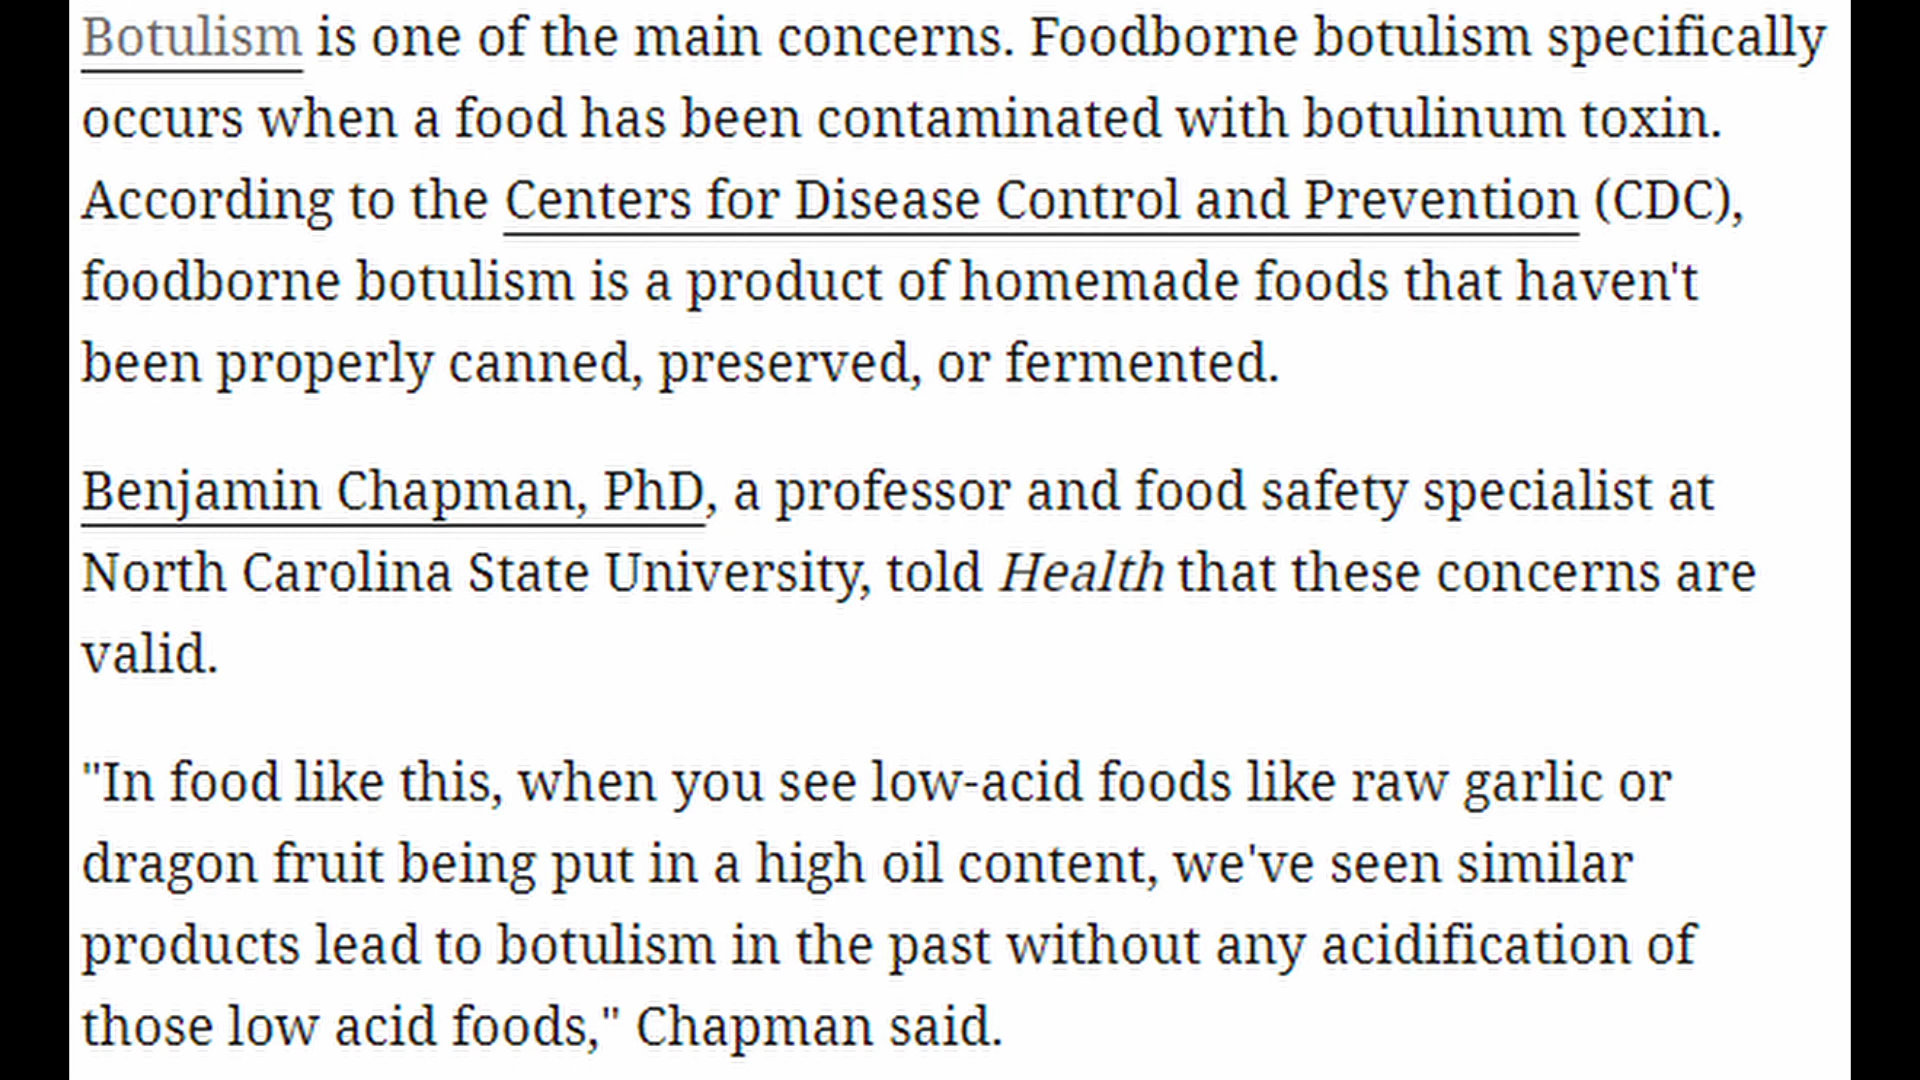 Botulism is one of the main concerns. Foodborne botulism specifically
occurs when a food has been contaminated with botulinum toxin.
According to the Centers for Disease Control and Prevention (CDC),
foodborne botulism is a product of homemade foods that haven't
been properly canned, preserved, or fermented.
Benjamin Chapman, PhD, a professor and food safety specialist at
North Carolina State University, told Health that these concerns are
valid.
"In food like this, when you see low-acid foods like raw garlic or
dragon fruit being put in a high oil content, we've seen similar
products lead to botulism in the past without any acidification of
those low acid foods," Chapman said.